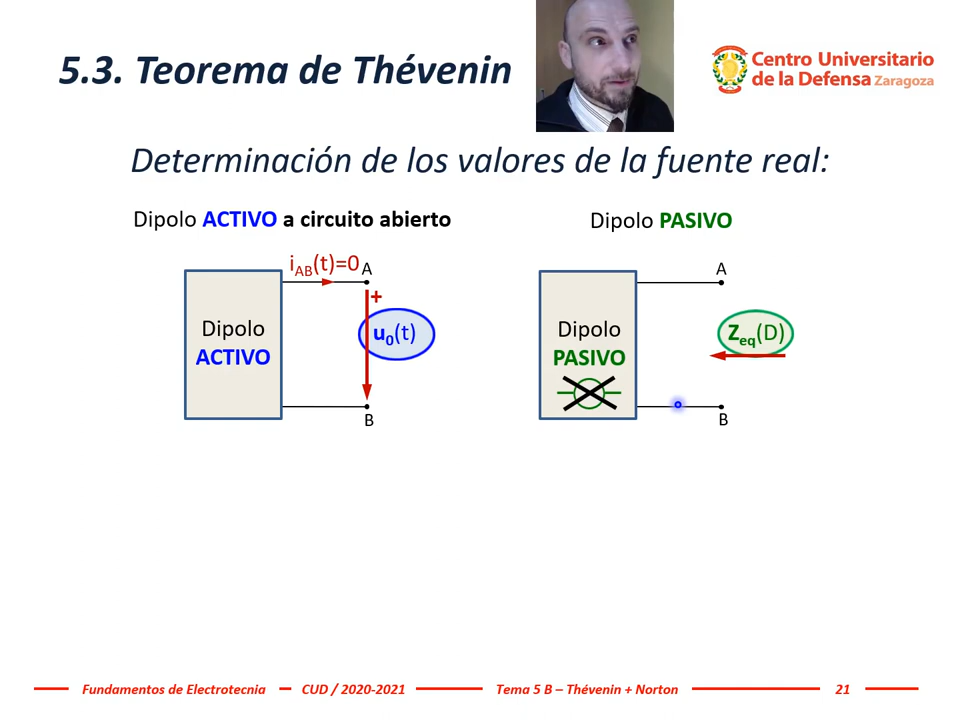 5.3. Teorema de Thévenin
Centro Universitario
de la Defensa Zaragoza
Determinación de los valores de la fuente real:
Dipolo ACTIVO a circuito abierto
iAB(t)=0
A
+
Dipolo
ACTIVO
u0(t)
B
Dipolo PASIVO
A
Dipolo
PASIVO
Zeq(D)
B
Fundamentos de Electrotecnia
CUD / 2020-2021
Tema 5 B – Thévenin + Norton
21